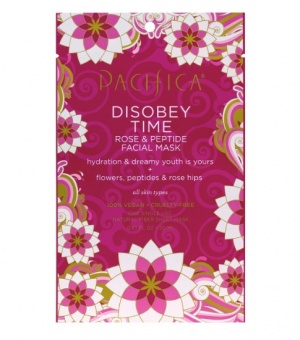 PACIFICA®
DISOBEY
TIME
ROSE & PEPTIDE
FACIAL MASK
hydration & dreamy youth is yours
+
flowers, peptides & rose hips
all skin types
100% VEGAN + CRUELTY FREE